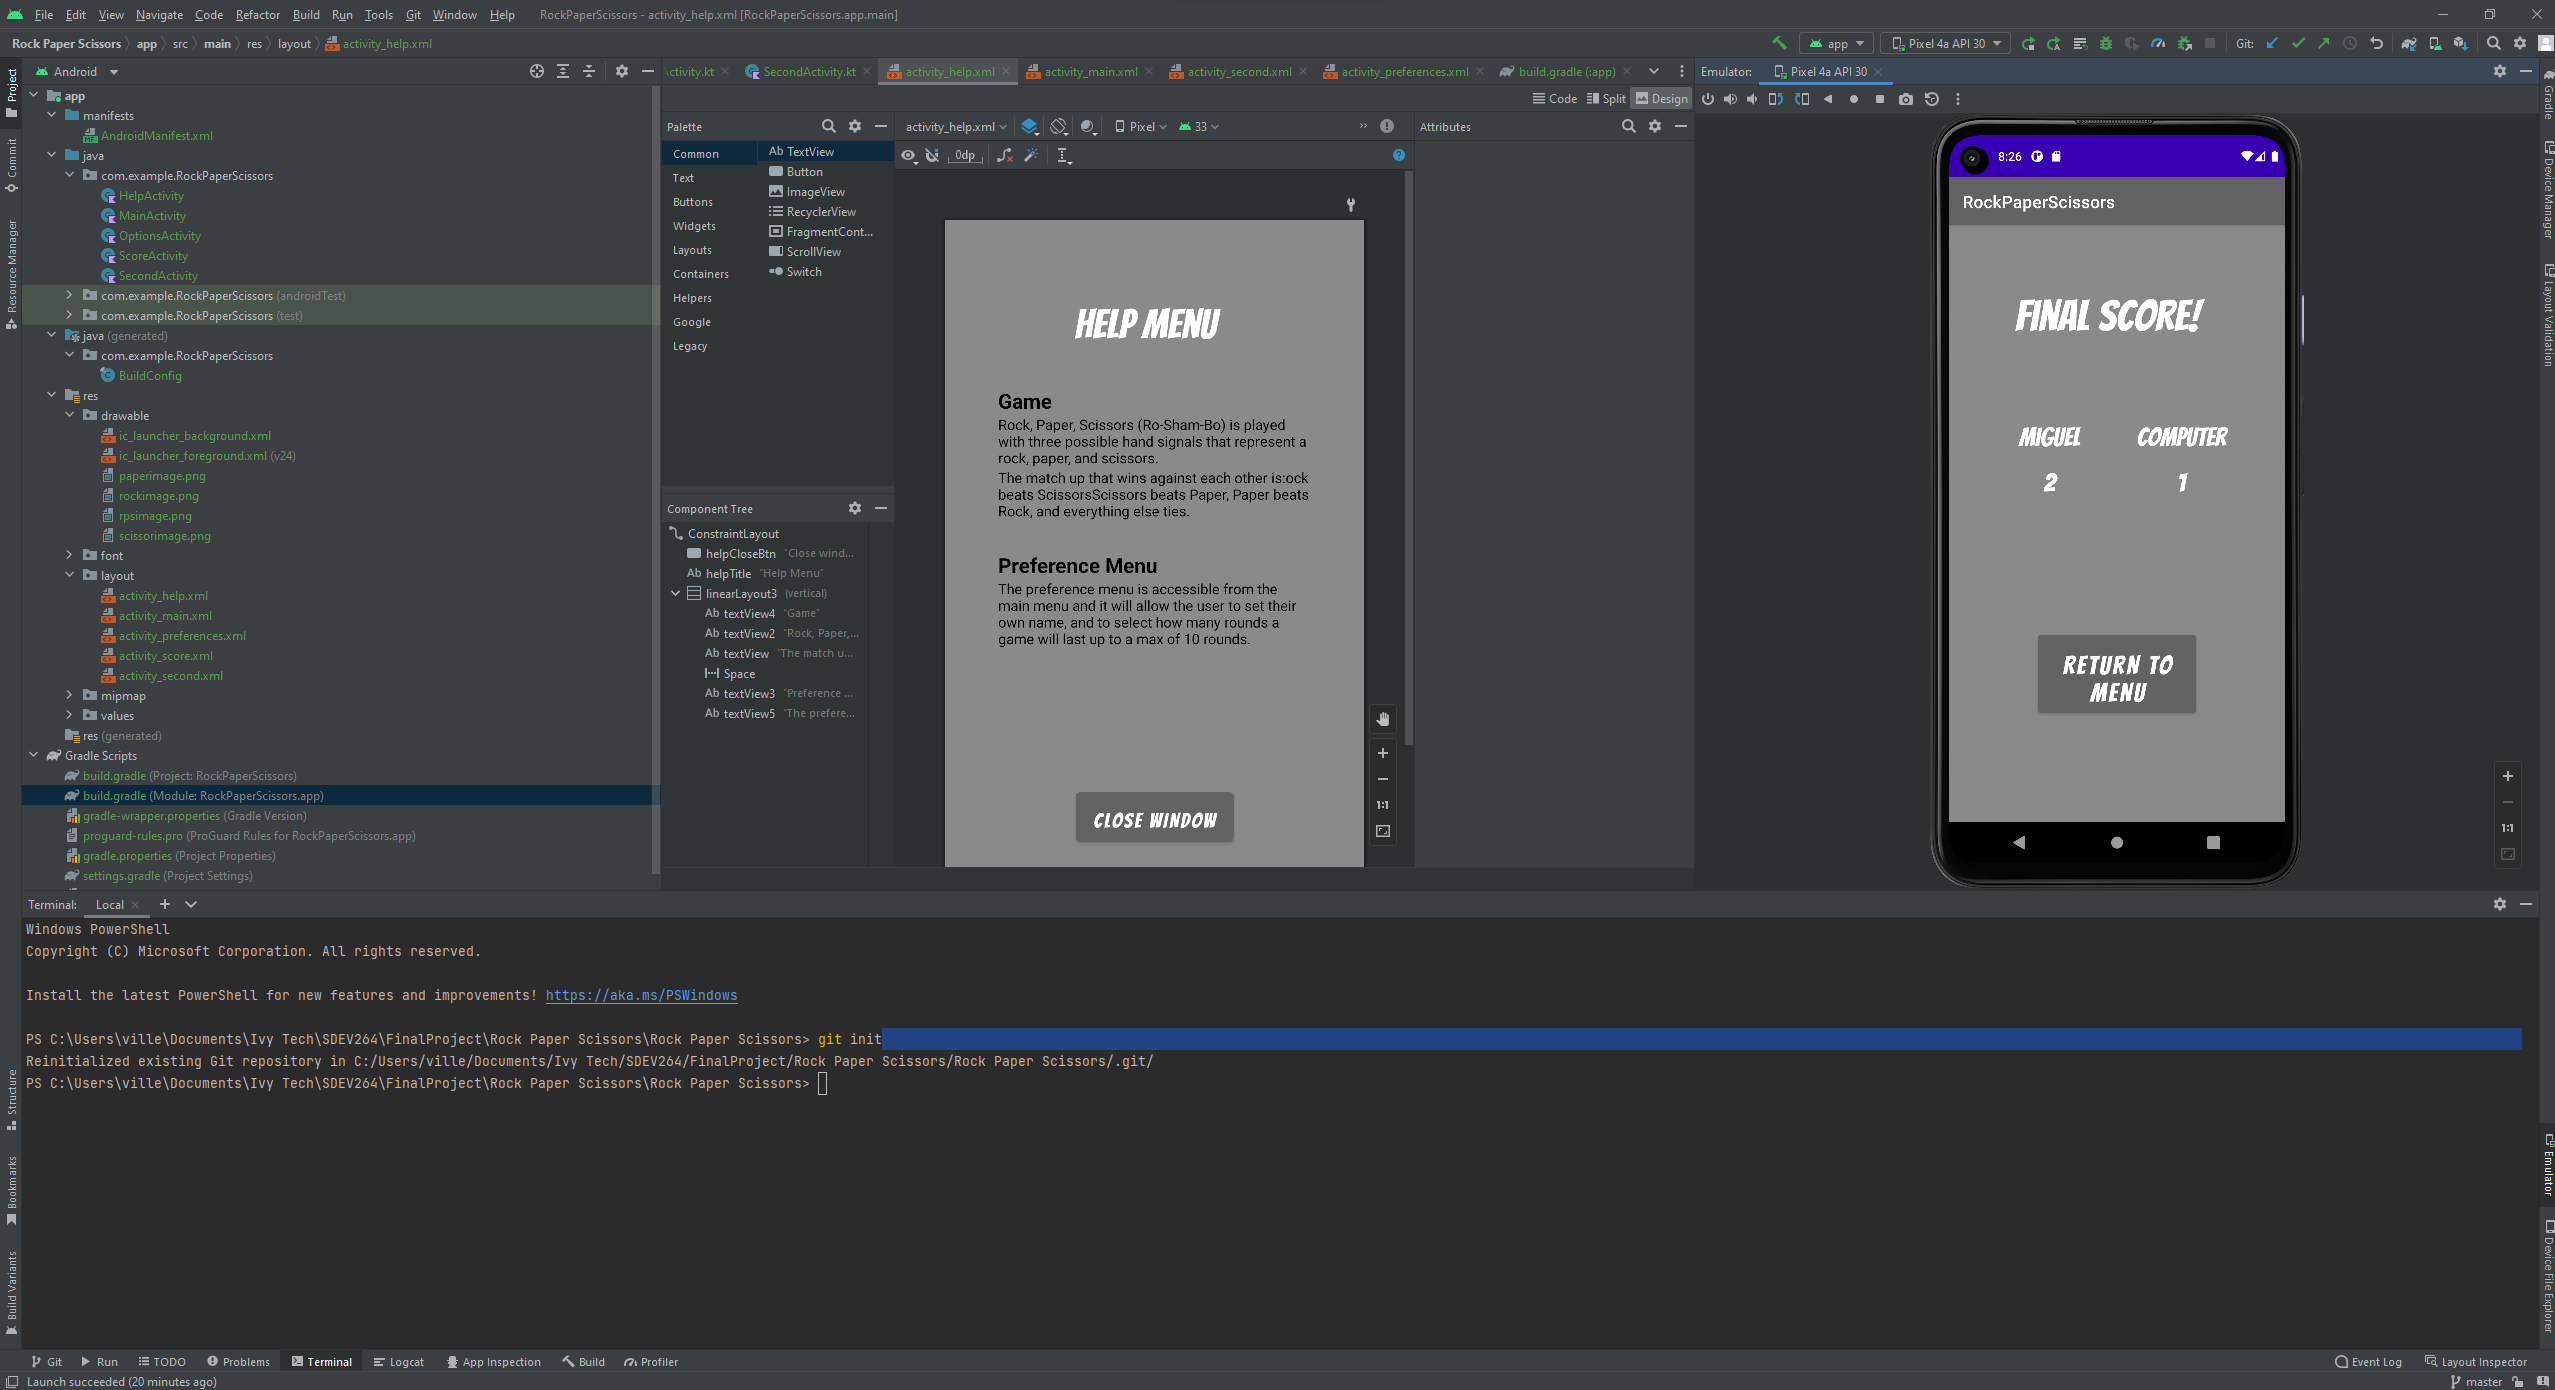 File Edit View Navigate Code Refactor Build Run Tools Git Window Help RockPaperScissors - activity_help.xml [RockPaperScissors.app.main]
Rock Paper Scissors app src main res layout activity_help.xml
app Pixel 4a API 30 Git:
Project
Commit
Resource Manager
Structure
Bookmarks
Build Variants
Android
app
manifests
AndroidManifest.xml
java
com.example.RockPaperScissors
HelpActivity
MainActivity
OptionsActivity
ScoreActivity
SecondActivity
com.example.RockPaperScissors (androidTest)
com.example.RockPaperScissors (test)
java (generated)
com.example.RockPaperScissors
BuildConfig
res
drawable
ic_launcher_background.xml
ic_launcher_foreground.xml (v24)
paperimage.png
rockimage.png
rpsimage.png
scissorimage.png
font
layout
activity_help.xml
activity_main.xml
activity_preferences.xml
activity_score.xml
activity_second.xml
mipmap
values
res (generated)
Gradle Scripts
build.gradle (Project: RockPaperScissors)
build.gradle (Module: RockPaperScissors.app)
gradle-wrapper.properties (Gradle Version)
proguard-rules.pro (ProGuard Rules for RockPaperScissors.app)
gradle.properties (Project Properties)
settings.gradle (Project Settings)
ctivity.kt SecondActivity.kt activity_help.xml activity_main.xml activity_second.xml activity_preferences.xml build.gradle (:app)
Code Split Design
Palette
Common
Text
Buttons
Widgets
Layouts
Containers
Helpers
Google
Legacy
Ab TextView
Button
ImageView
RecyclerView
FragmentCont...
ScrollView
Switch
Component Tree
ConstraintLayout
helpCloseBtn "Close wind...
Ab helpTitle "Help Menu"
linearLayout3 (vertical)
Ab textView4 "Game"
Ab textView2 "Rock, Paper,...
Ab textView "The match u...
Space
Ab textView3 "Preference ...
Ab textView5 "The prefere...
activity_help.xml Pixel 33
0dp
HELP MENU
Game
Rock, Paper, Scissors (Ro-Sham-Bo) is played
with three possible hand signals that represent a
rock, paper, and scissors.
The match up that wins against each other is:ock
beats ScissorsScissors beats Paper, Paper beats
Rock, and everything else ties.
Preference Menu
The preference menu is accessible from the
main menu and it will allow the user to set their
own name, and to select how many rounds a
game will last up to a max of 10 rounds.
CLOSE WINDOW
1:1
Attributes
Emulator: Pixel 4a API 30
8:26
RockPaperScissors
FINAL SCORE!
MIGUEL COMPUTER
2 1
RETURN TO
MENU
1:1
Gradle
Device Manager
Layout Validation
Emulator
Device File Explorer
Terminal: Local
Windows PowerShell
Copyright (C) Microsoft Corporation. All rights reserved.
Install the latest PowerShell for new features and improvements! https://aka.ms/PSWindows
PS C:\Users\ville\Documents\Ivy Tech\SDEV264\FinalProject\Rock Paper Scissors\Rock Paper Scissors> git init
Reinitialized existing Git repository in C:/Users/ville/Documents/Ivy Tech/SDEV264/FinalProject/Rock Paper Scissors/Rock Paper Scissors/.git/
PS C:\Users\ville\Documents\Ivy Tech\SDEV264\FinalProject\Rock Paper Scissors\Rock Paper Scissors>
Git Run TODO Problems Terminal Logcat App Inspection Build Profiler Event Log Layout Inspector
Launch succeeded (20 minutes ago) master